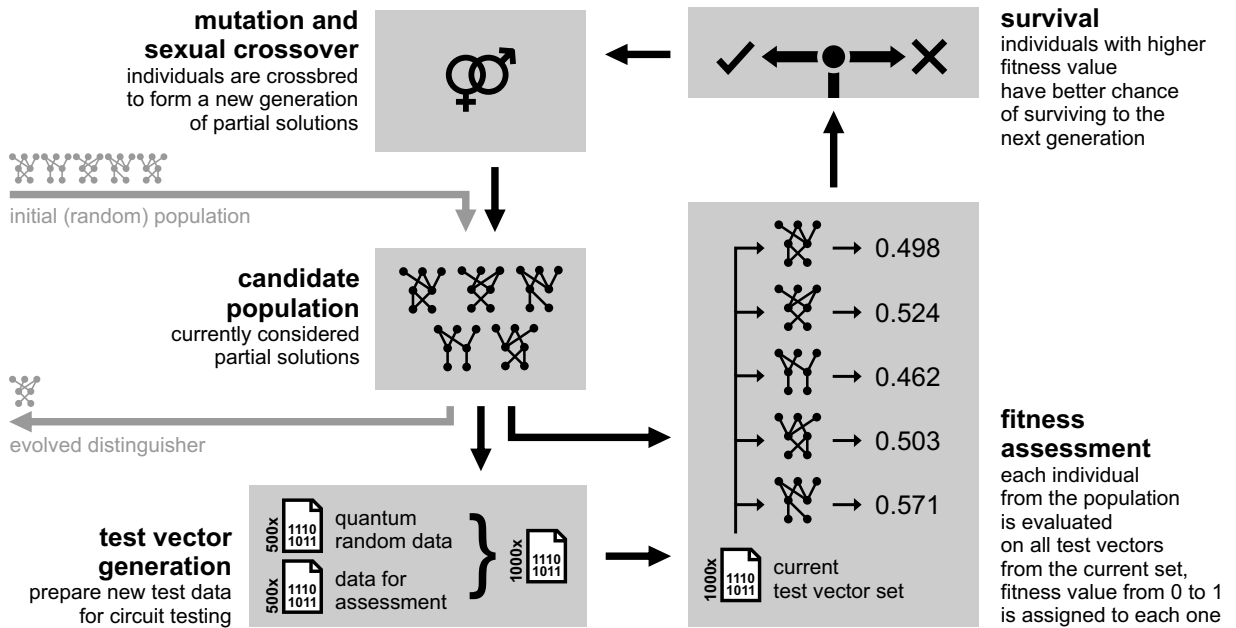 mutation and
sexual crossover
individuals are crossbred
to form a new generation
of partial solutions
survival
individuals with higher
fitness value
have better chance
of surviving to the
next generation
initial (random) population
candidate
population
currently considered
partial solutions
evolved distinguisher
0.498
0.524
0.462
0.503
0.571
1000x
1110
1011
current
test vector set
fitness
assessment
each individual
from the population
is evaluated
on all test vectors
from the current set,
fitness value from 0 to 1
is assigned to each one
test vector
generation
prepare new test data
for circuit testing
500x
1110
1011
quantum
random data
500x
1110
1011
data for
assessment
1000x
1110
1011